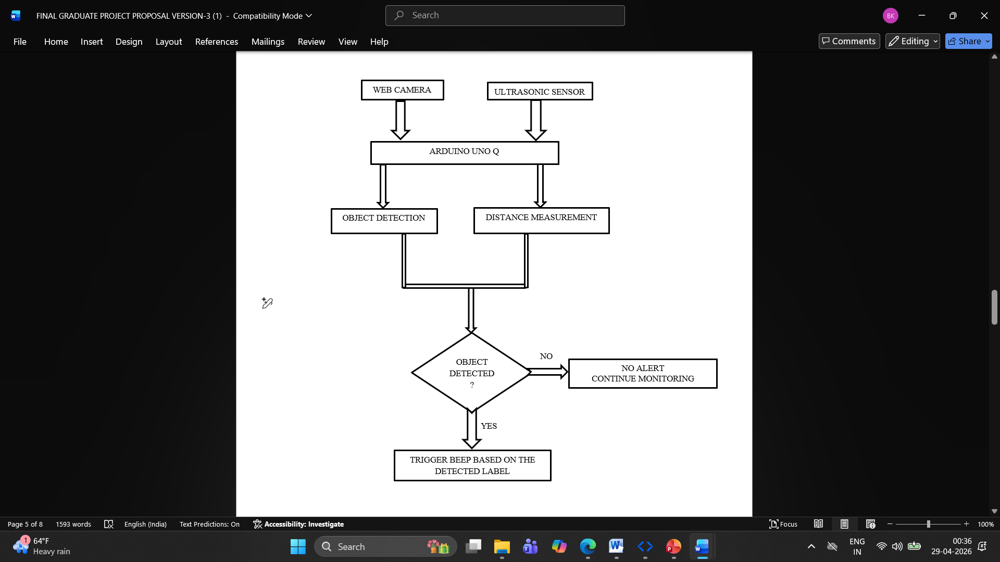 FINAL GRADUATE PROJECT PROPOSAL VERSION-3 (1) - Compatibility Mode
Search
BK
File Home Insert Design Layout References Mailings Review View Help
Comments Editing Share
WEB CAMERA
ULTRASONIC SENSOR
ARDUINO UNO Q
OBJECT DETECTION
DISTANCE MEASUREMENT
OBJECT
DETECTED
?
NO
NO ALERT
CONTINUE MONITORING
YES
TRIGGER BEEP BASED ON THE
DETECTED LABEL
Page 5 of 8 1593 words English (India) Text Predictions: On Accessibility: Investigate Focus 100%
1
64°F
Heavy rain
Search
ENG
IN
00:36
29-04-2026